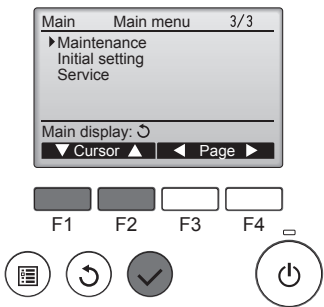 Main Main menu 3/3
Maintenance
Initial setting
Service
Main display:
Cursor Page
F1 F2 F3 F4